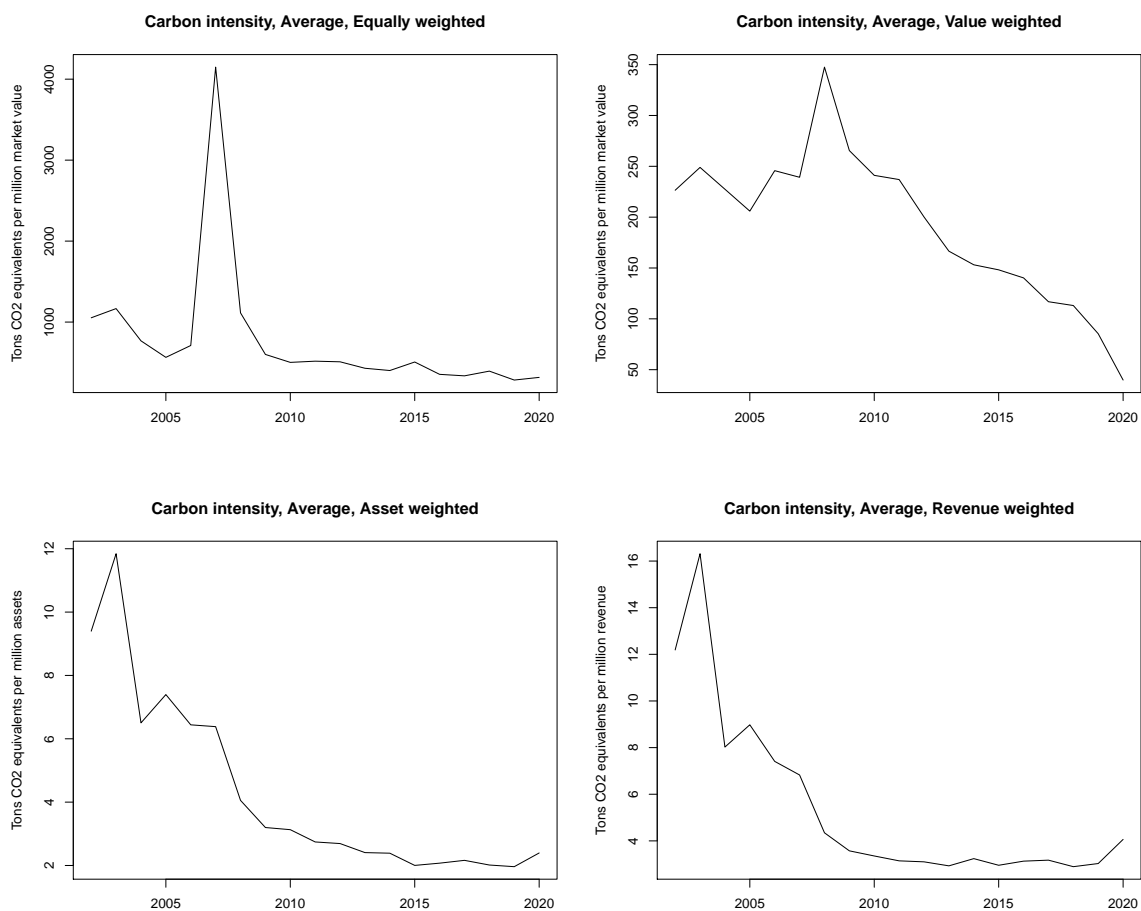 Carbon intensity, Average, Equally weighted
Tons CO2 equivalents per million market value
4000
3000
2000
1000
2005 2010 2015 2020
Carbon intensity, Average, Value weighted
Tons CO2 equivalents per million market value
350
300
250
200
150
100
50
2005 2010 2015 2020
Carbon intensity, Average, Asset weighted
Tons CO2 equivalents per million assets
12
10
8
6
4
2
2005 2010 2015 2020
Carbon intensity, Average, Revenue weighted
Tons CO2 equivalents per million revenue
16
14
12
10
8
6
4
2005 2010 2015 2020